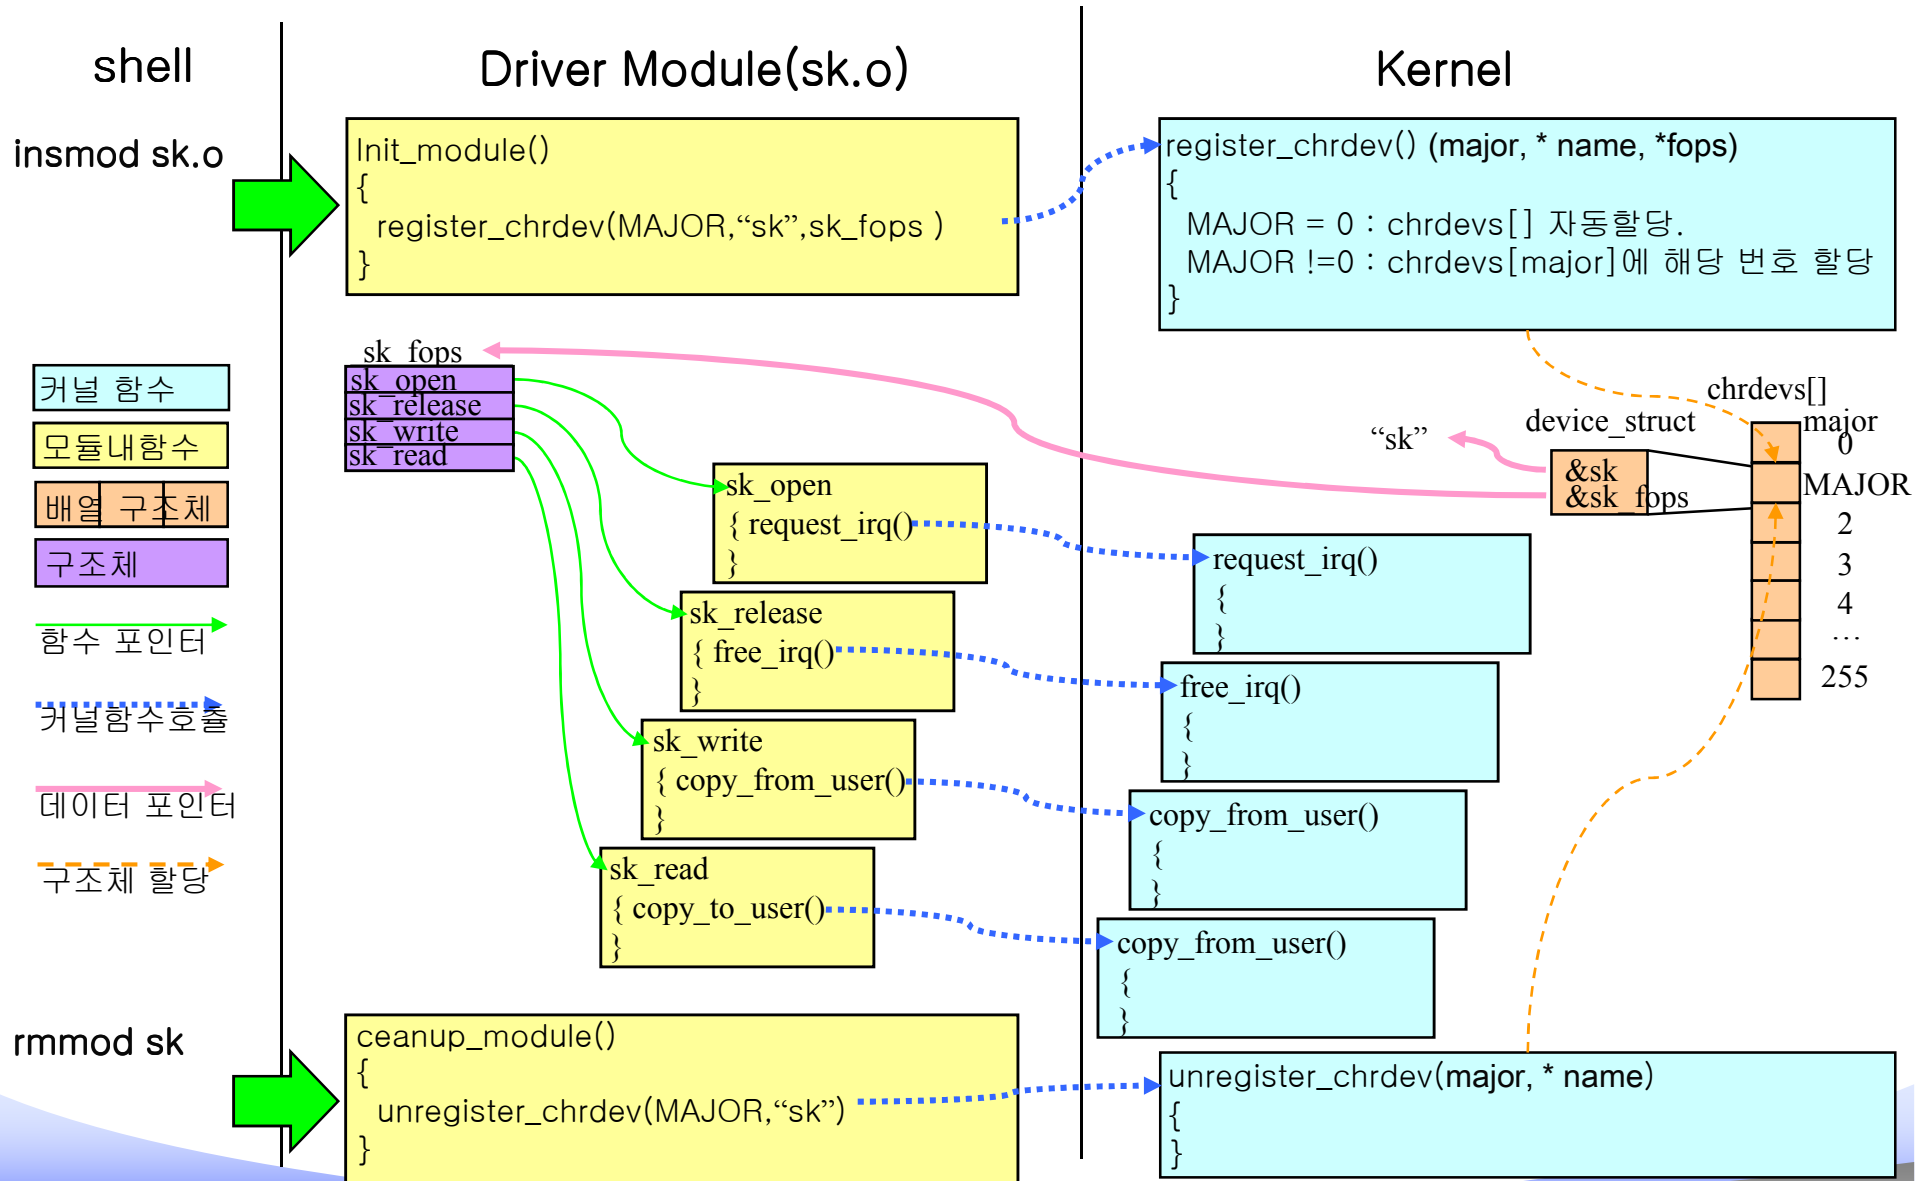 shell
Driver Module(sk.o)
Kernel
insmod sk.o
Init_module()
{
register_chrdev(MAJOR,“sk”,sk_fops )
}
register_chrdev() (major, * name, *fops)
{
MAJOR = 0 : chrdevs[] 자동할당.
MAJOR !=0 : chrdevs[major]에 해당 번호 할당
}
커널 함수
모듈내함수
배열 구조체
구조체
함수 포인터
커널함수호출
데이터 포인터
구조체 할당
sk_fops
sk_open
sk_release
sk_write
sk_read
sk_open
{ request_irq()
}
sk_release
{ free_irq()
}
sk_write
{ copy_from_user()
}
sk_read
{ copy_to_user()
}
“sk”
device_struct
&sk
&sk_fops
chrdevs[]
major
0
MAJOR
2
3
4
…
255
request_irq()
{
}
free_irq()
{
}
copy_from_user()
{
}
copy_from_user()
{
}
rmmod sk
ceanup_module()
{
unregister_chrdev(MAJOR,“sk”)
}
unregister_chrdev(major, * name)
{
}